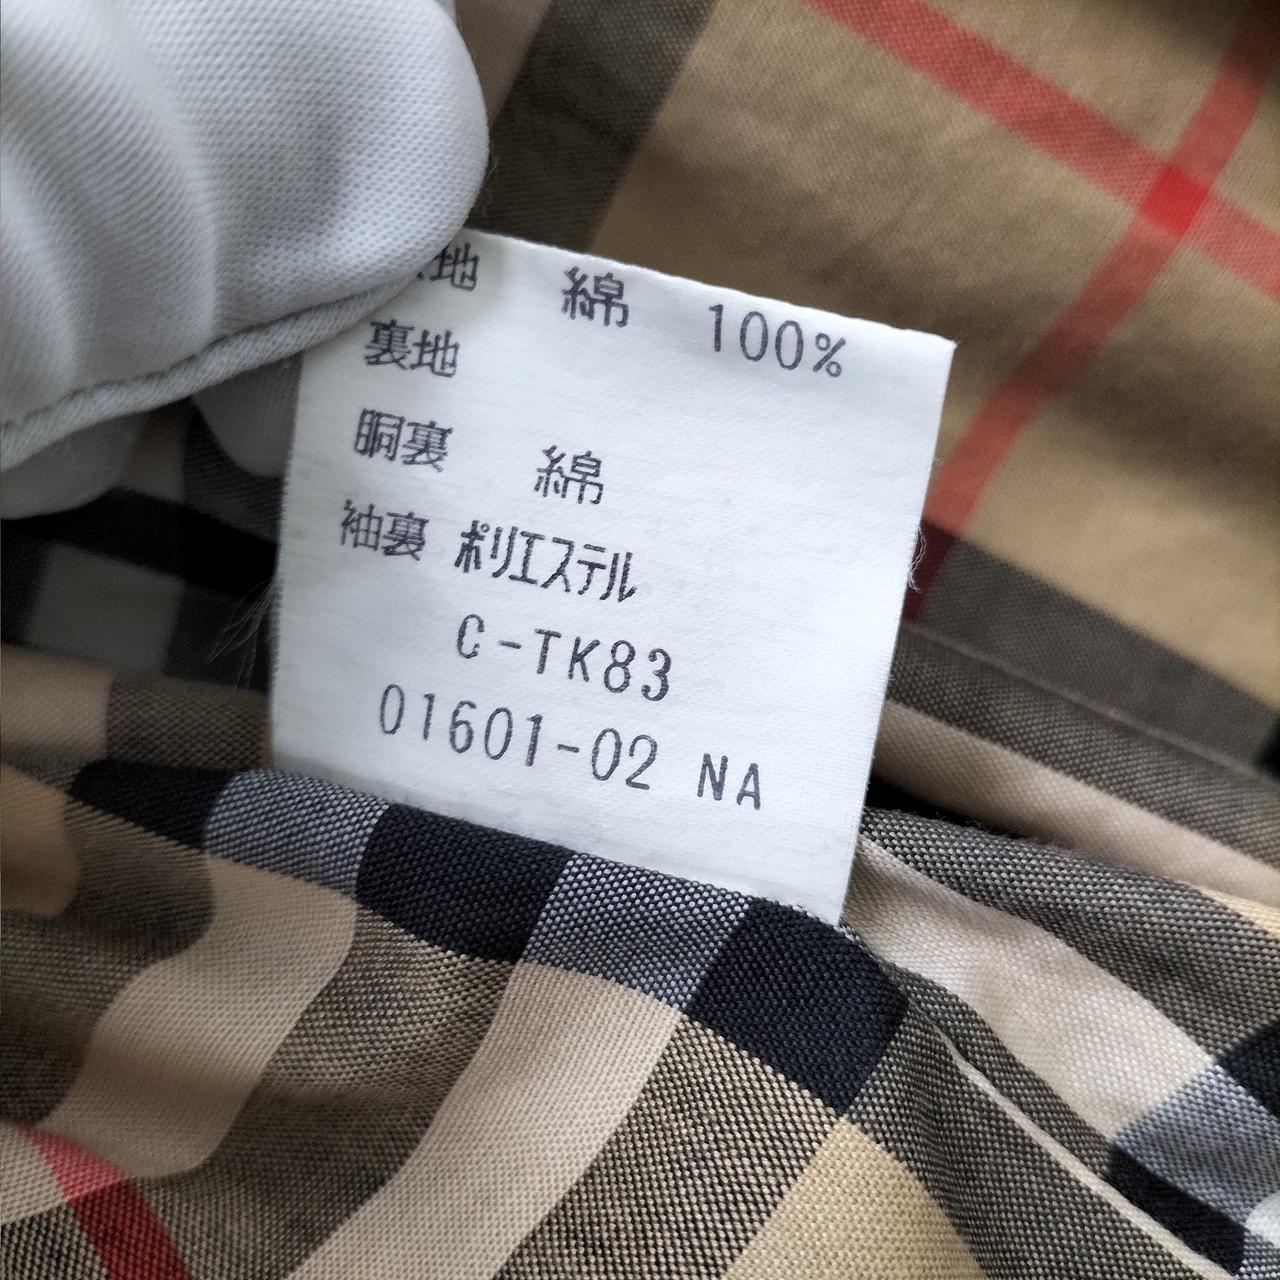 地 綿 100%
裏地
胴裏 綿
袖裏 ポリエステル
C-TK83
01601-02 NA